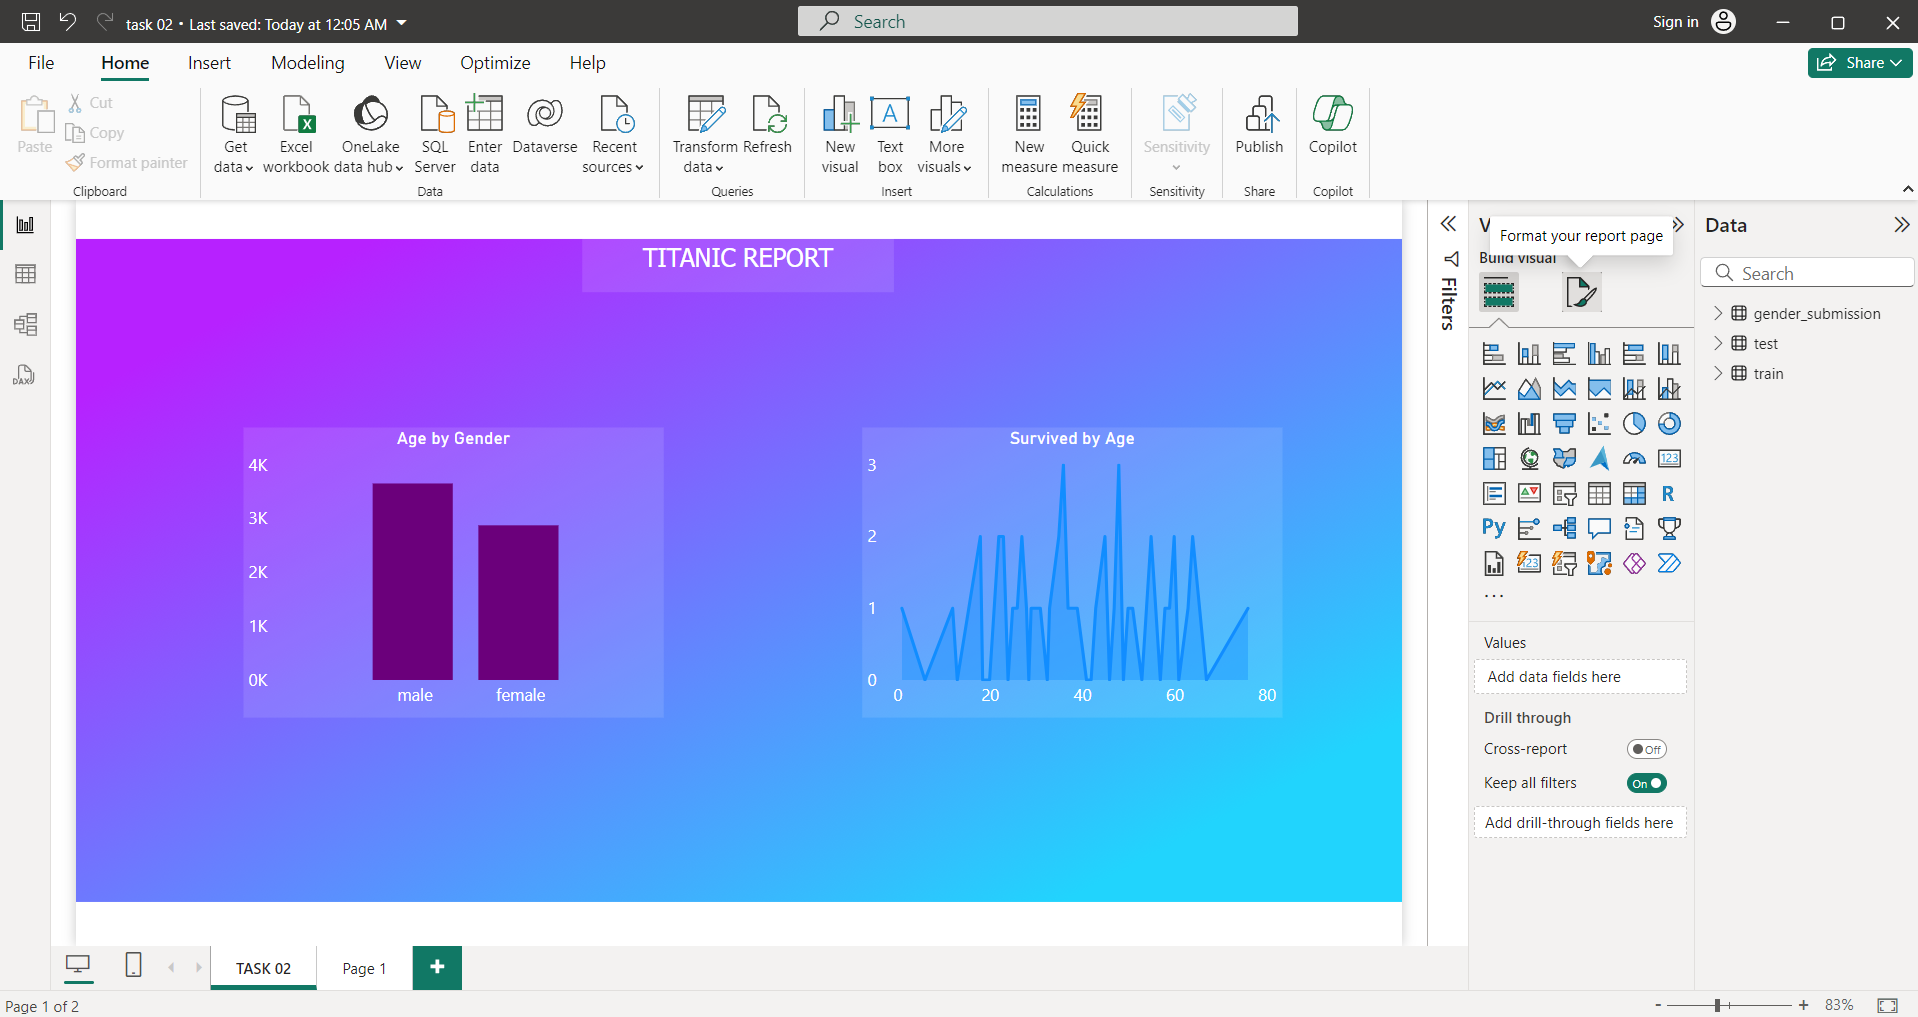 task 02 • Last saved: Today at 12:05 AM
Search
Sign in
File Home Insert Modeling View Optimize Help
Share
Paste
Cut
Copy
Format painter
Clipboard
Get data
Excel workbook
OneLake data hub
SQL Server
Enter data
Dataverse
Recent sources
Data
Transform data
Refresh
Queries
New visual
Text box
A
More visuals
Insert
New measure
Quick measure
Calculations
Sensitivity
Sensitivity
Publish
Share
Copilot
Copilot
DAX
TITANIC REPORT
Age by Gender
4K
3K
2K
1K
0K
male female
Survived by Age
3
2
1
0
0 20 40 60 80
Filters
V
Format your report page
Build visual
123
R
Py
123
...
Values
Add data fields here
Drill through
Cross-report
Off
Keep all filters
On
Add drill-through fields here
Data
Search
gender_submission
test
train
TASK 02
Page 1
+
Page 1 of 2
- + 83%